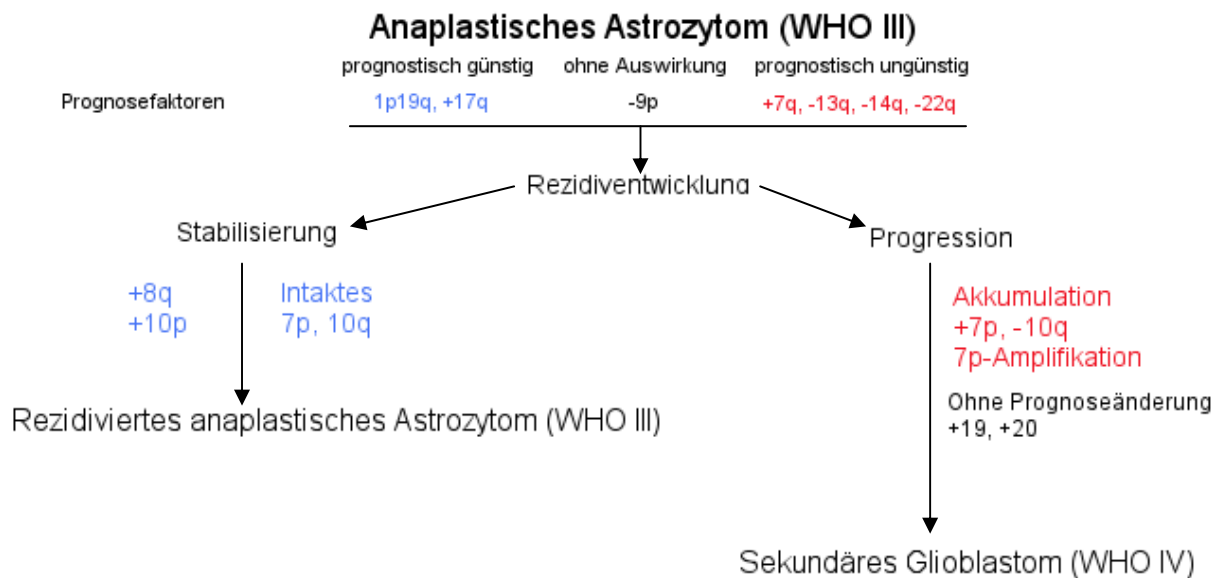 Anaplastisches Astrozytom (WHO III)
prognostisch günstig ohne Auswirkung prognostisch ungünstig
Prognosefaktoren 1p19q, +17q -9p +7q, -13q, -14q, -22q
Rezidiventwicklung
Stabilisierung
Progression
+8q
+10p
Intaktes
7p, 10q
Akkumulation
+7p, -10q
7p-Amplifikation
Ohne Prognoseänderung
+19, +20
Rezidiviertes anaplastisches Astrozytom (WHO III)
Sekundäres Glioblastom (WHO IV)